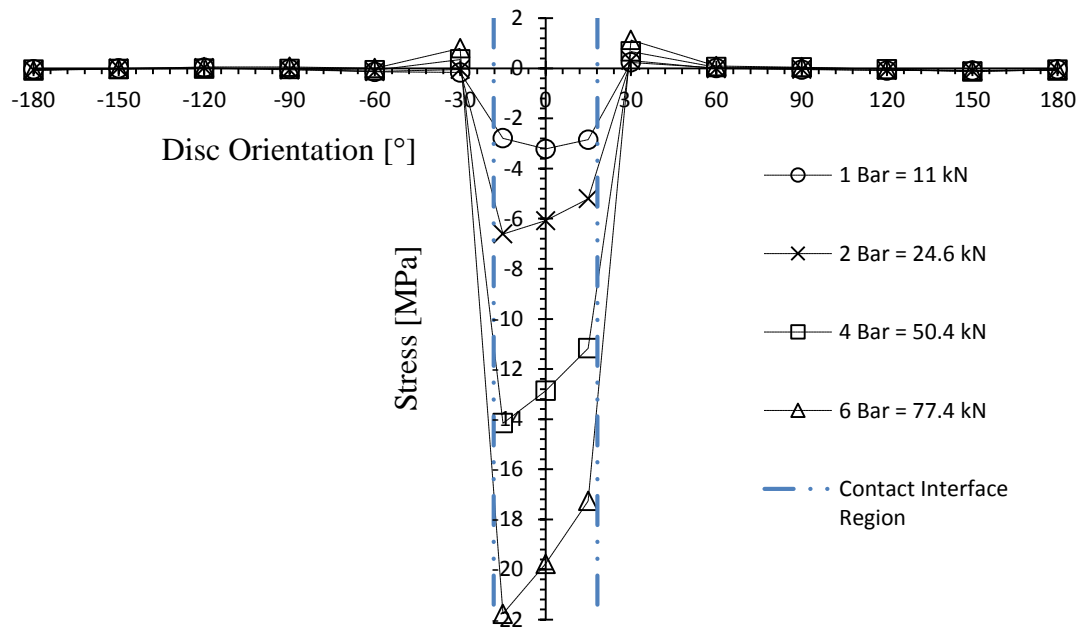 2
0
-180 -150 -120 -90 -60 -30 0 30 60 90 120 150 180
-2
Disc Orientation [°]
-4
1 Bar = 11 kN
-6
2 Bar = 24.6 kN
-8
Stress [MPa]
-10
4 Bar = 50.4 kN
-12
-14
6 Bar = 77.4 kN
-16
Contact Interface
Region
-18
-20
-22